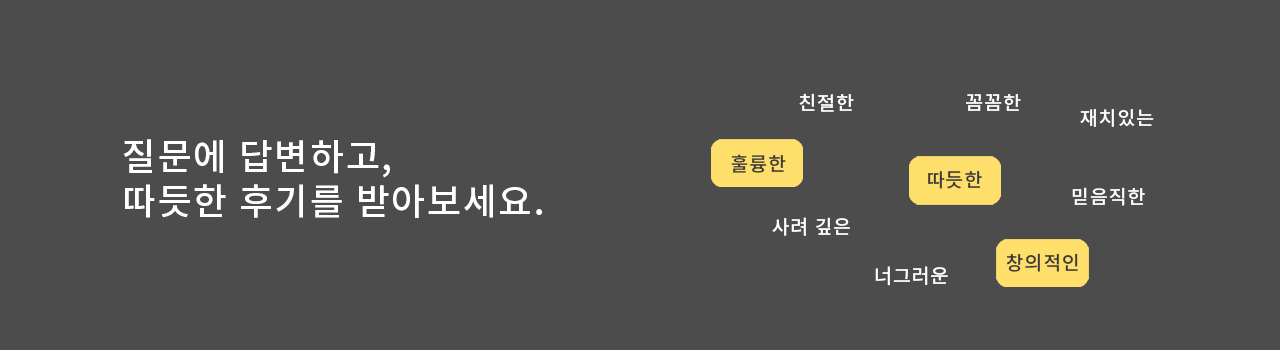 질문에 답변하고,
따듯한 후기를 받아보세요.
친절한
꼼꼼한
재치있는
훌륭한
따듯한
믿음직한
사려 깊은
너그러운
창의적인